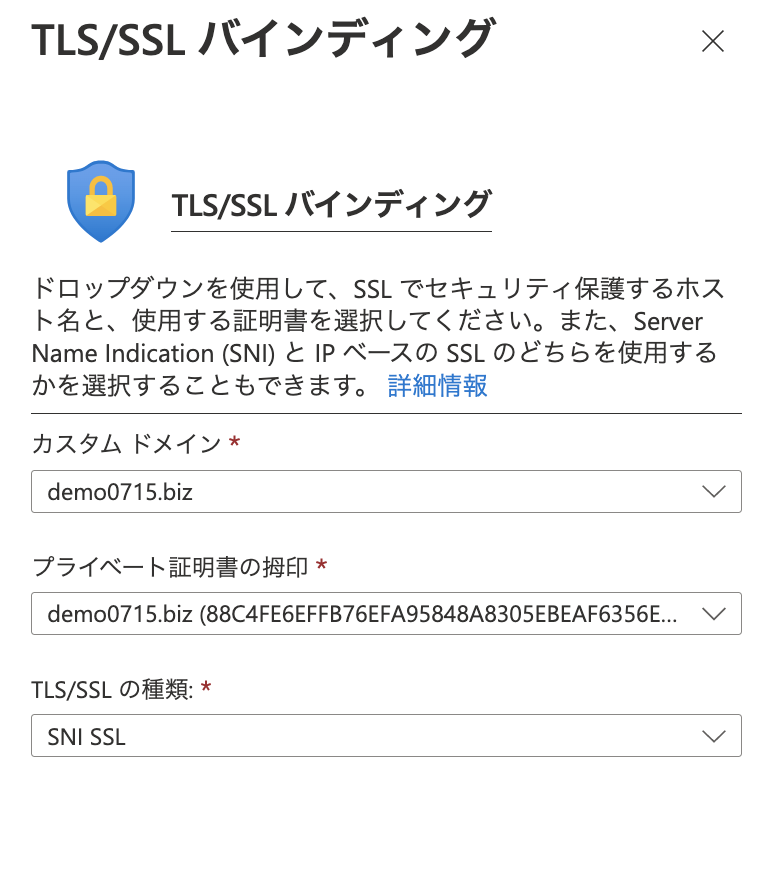 TLS/SSL バインディング
TLS/SSL バインディング
ドロップダウンを使用して、SSL でセキュリティ保護するホス
ト名と、使用する証明書を選択してください。また、Server
Name Indication (SNI) と IP ベースの SSL のどちらを使用する
かを選択することもできます。 詳細情報
カスタム ドメイン *
demo0715.biz
プライベート証明書の拇印 *
demo0715.biz (88C4FE6EFFB76EFA95848A8305EBEAF6356E...
TLS/SSL の種類: *
SNI SSL